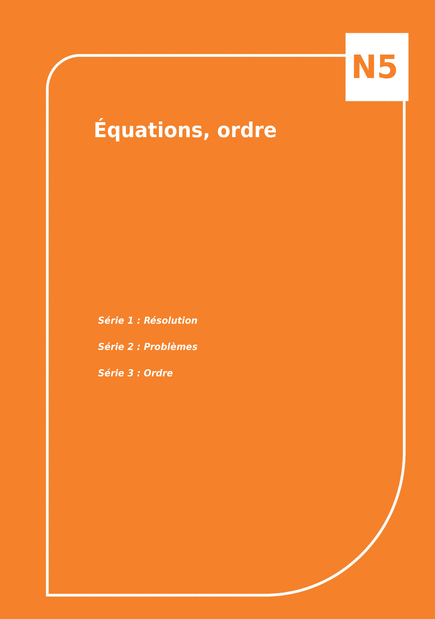 N5
Équations, ordre
Série 1 : Résolution
Série 2 : Problèmes
Série 3 : Ordre